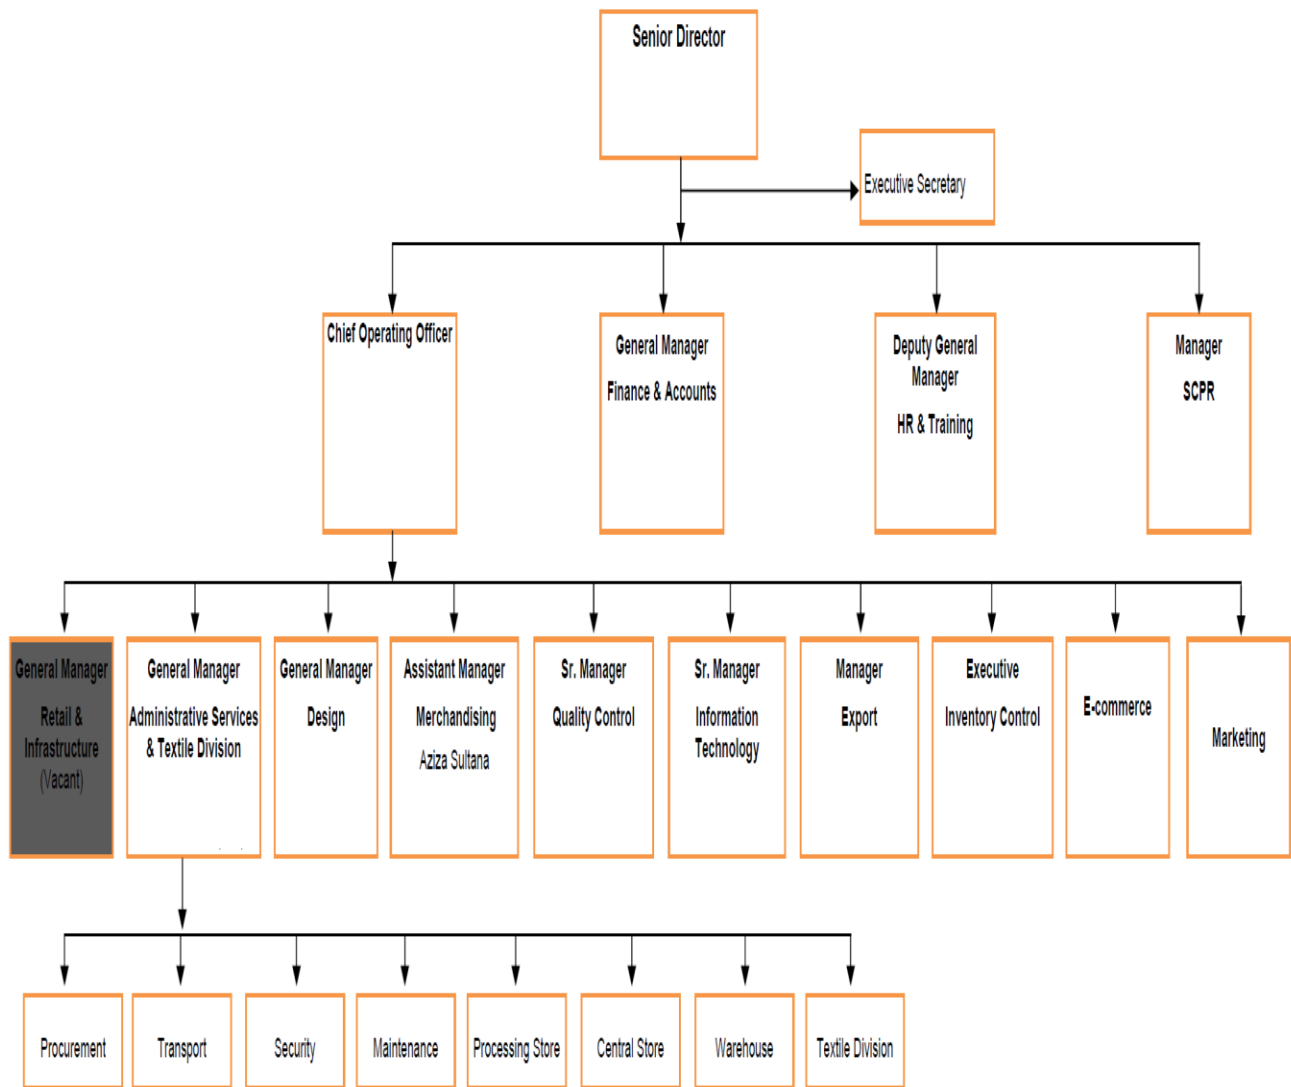 Senior Director
Executive Secretary
Chief Operating Officer
General Manager
Finance & Accounts
Deputy General
Manager
HR & Training
Manager
SCPR
General Manager
Retail &
Infrastructure
(Vacant)
General Manager
Administrative Services
& Textile Division
General Manager
Design
Assistant Manager
Merchandising
Aziza Sultana
Sr. Manager
Quality Control
Sr. Manager
Information
Technology
Manager
Export
Executive
Inventory Control
E-commerce
Marketing
Procurement
Transport
Security
Maintenance
Processing Store
Central Store
Warehouse
Textile Division